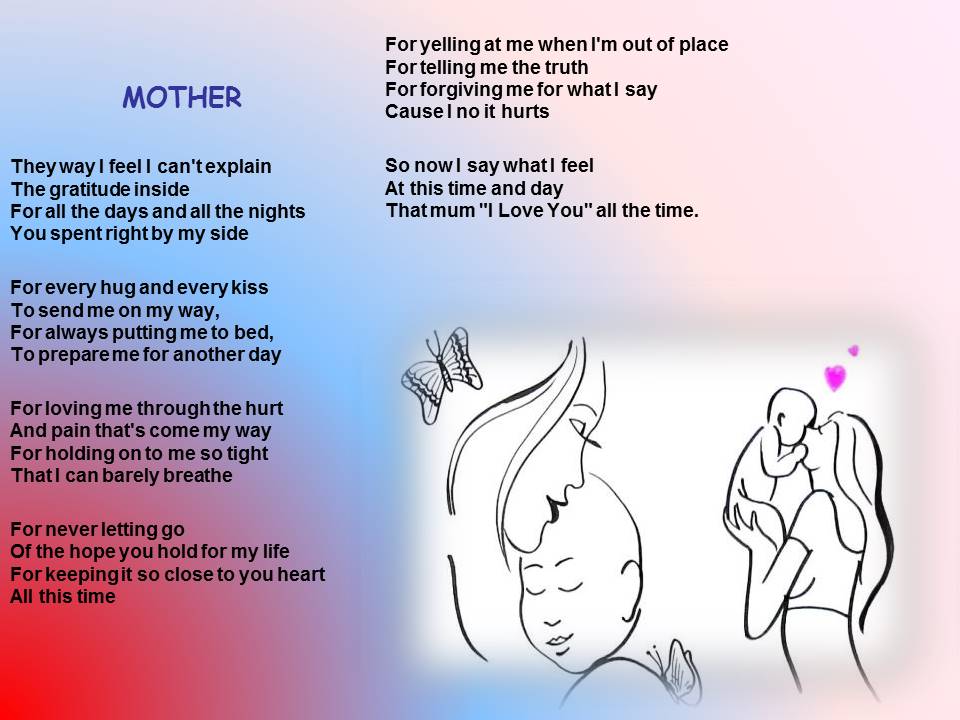 MOTHER
They way I feel I can't explain
The gratitude inside
For all the days and all the nights
You spent right by my side
For every hug and every kiss
To send me on my way,
For always putting me to bed,
To prepare me for another day
For loving me through the hurt
And pain that's come my way
For holding on to me so tight
That I can barely breathe
For never letting go
Of the hope you hold for my life
For keeping it so close to you heart
All this time
For yelling at me when I'm out of place
For telling me the truth
For forgiving me for what I say
Cause I no it hurts
So now I say what I feel
At this time and day
That mum "I Love You" all the time.